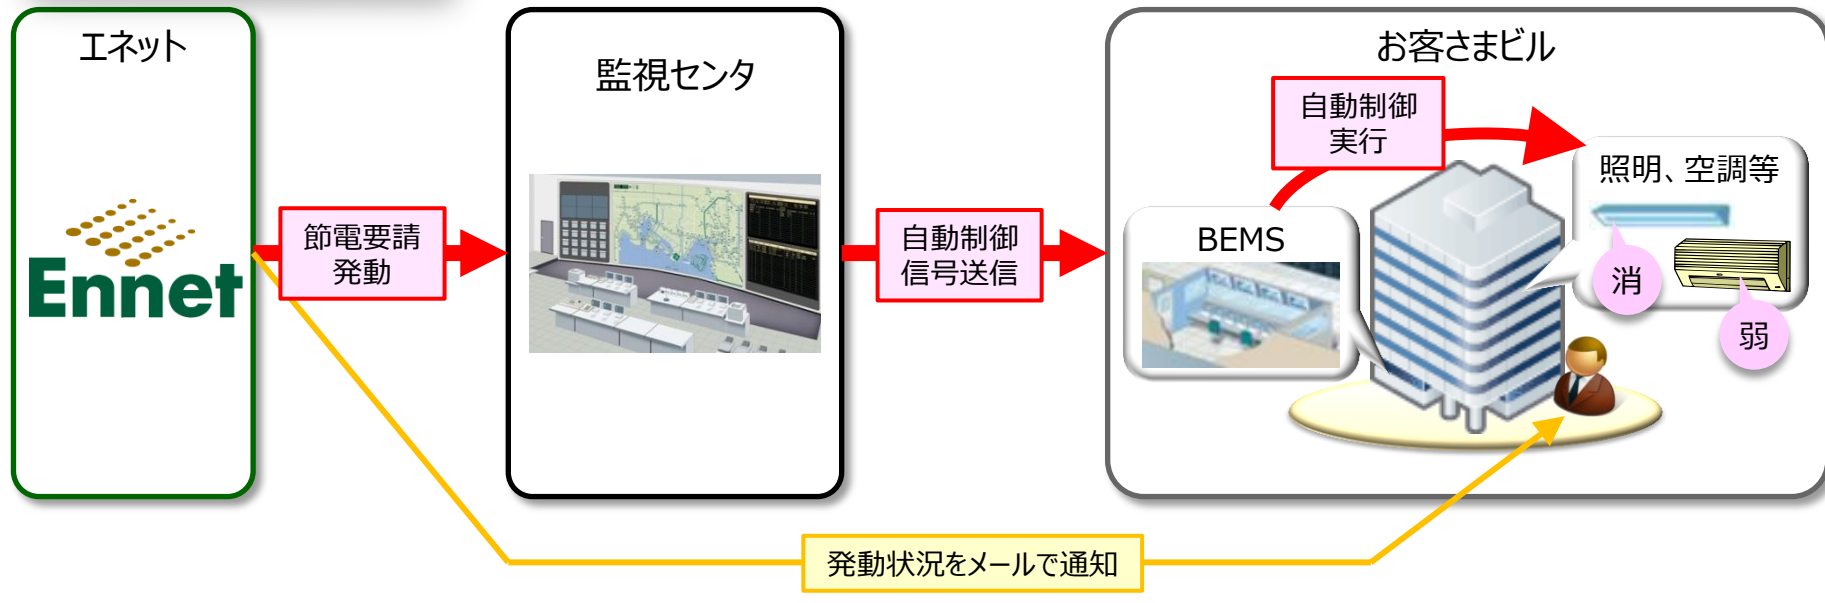 エネット
Ennet
節電要請
発動
監視センタ
自動制御
信号送信
お客さまビル
自動制御
実行
BEMS
照明、空調等
消
弱
発動状況をメールで通知